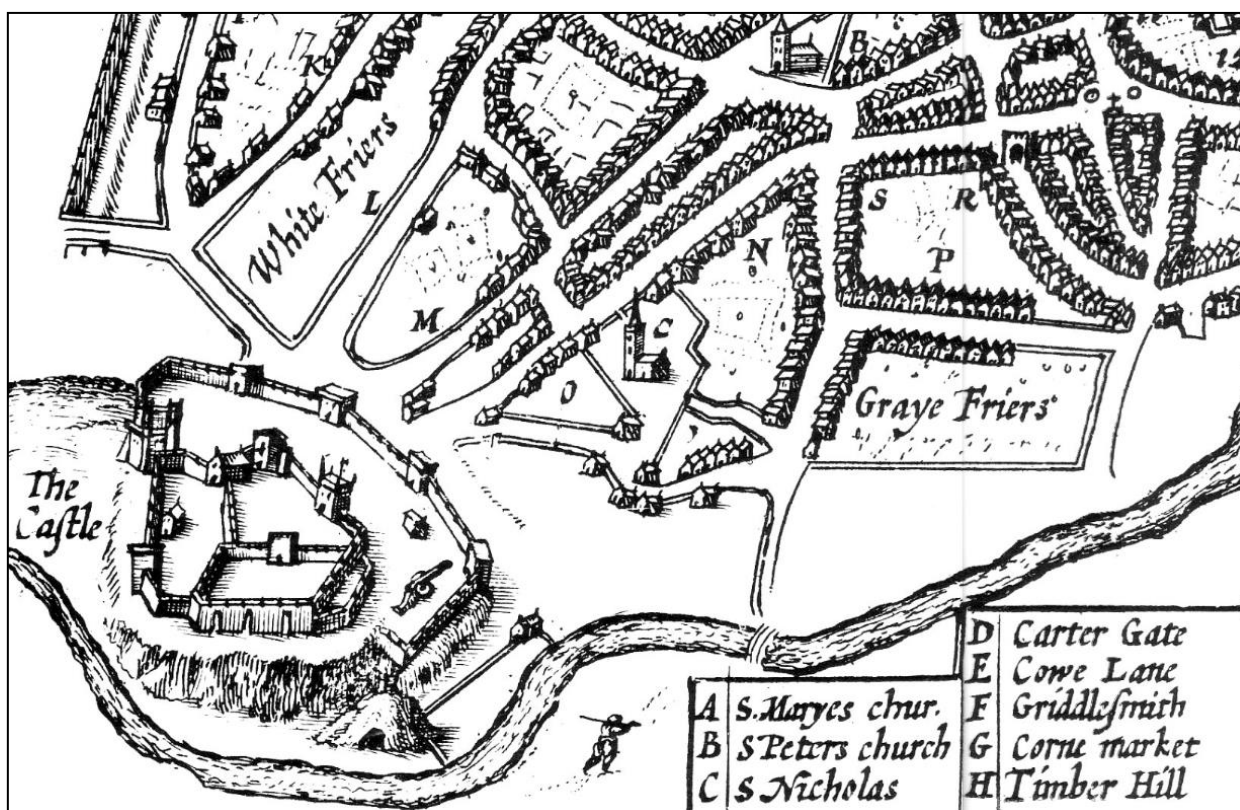 K
B
White Friers
L
S R
N
P
M
C
O
Graye Friers
The
Caſtle
A S. Maryes chur.
B S Peters church
C S. Nicholas
D Carter Gate
E Cowe Lane
F Griddleſmith
G Corne market
H Timber Hill